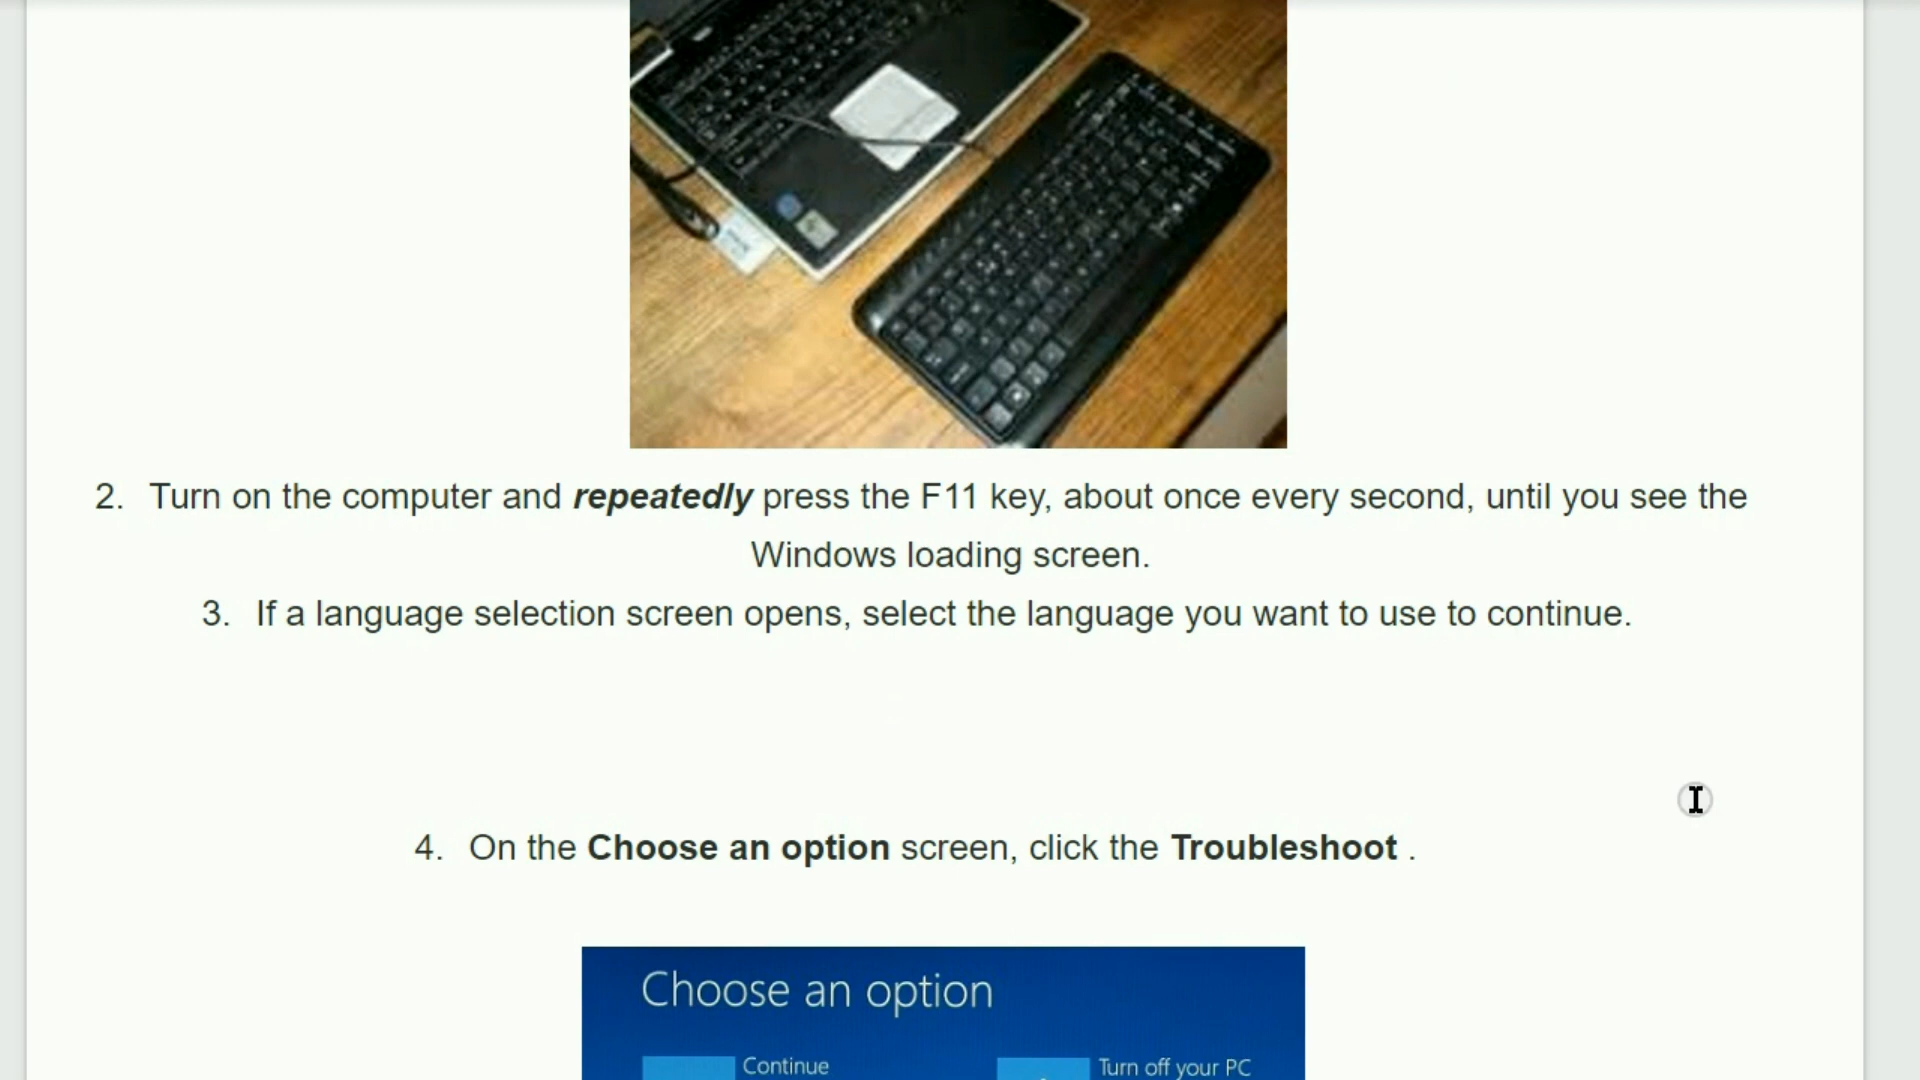 2. Turn on the computer and repeatedly press the F11 key, about once every second, until you see the
Windows loading screen.
3. If a language selection screen opens, select the language you want to use to continue.
4. On the Choose an option screen, click the Troubleshoot .
Choose an option
Continue
Turn off your PC